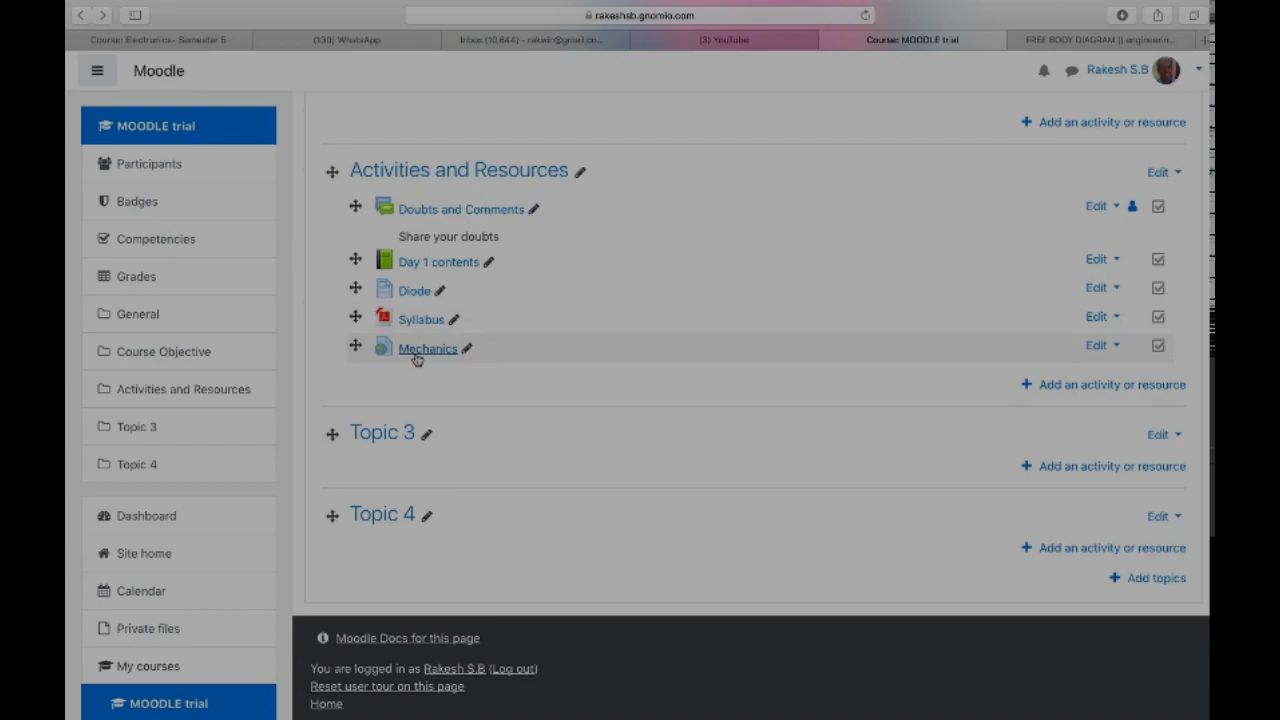 rakeshsb.gnomio.com
Course: Electronics- Semester 5
(130) WhatsApp
Inbox (10,644) - rakwin@gmail.co...
(3) YouTube
Course: MOODLE trial
FREE BODY DIAGRAM || engineerin...
Moodle
Rakesh S.B
MOODLE trial
Participants
Badges
Competencies
Grades
General
Course Objective
Activities and Resources
Topic 3
Topic 4
Dashboard
Site home
Calendar
Private files
My courses
MOODLE trial
Add an activity or resource
Activities and Resources
Edit
Doubts and Comments
Edit
Share your doubts
Day 1 contents
Edit
Diode
Edit
Syllabus
Edit
Mechanics
Edit
Add an activity or resource
Topic 3
Edit
Add an activity or resource
Topic 4
Edit
Add an activity or resource
Add topics
Moodle Docs for this page
You are logged in as Rakesh S.B (Log out)
Reset user tour on this page
Home